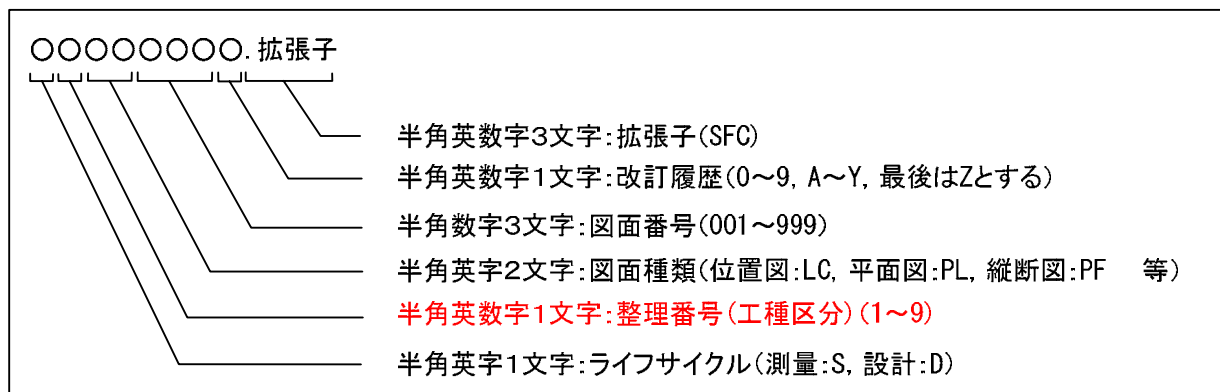 ○○○○○○○○.拡張子
半角英数字3文字:拡張子(SFC)
半角英数字1文字:改訂履歴(0～9, A～Y, 最後はZとする)
半角数字3文字:図面番号(001～999)
半角英字2文字:図面種類(位置図:LC, 平面図:PL, 縦断図:PF　等)
半角英数字1文字:整理番号(工種区分)(1～9)
半角英字1文字:ライフサイクル(測量:S, 設計:D)